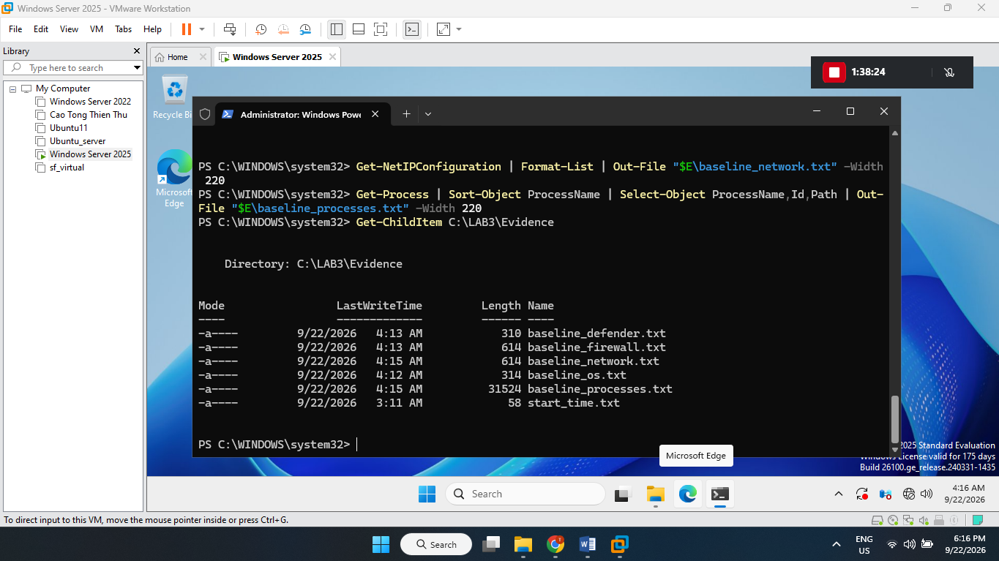 Windows Server 2025 - VMware Workstation
File Edit View VM Tabs Help
Library
Type here to search
My Computer
Windows Server 2022
Cao Tong Thien Thu
Ubuntu11
Ubuntu_server
Windows Server 2025
sf_virtual
Home
Windows Server 2025
1:38:24
Recycle Bi
Microsoft
Edge
Administrator: Windows Powe
PS C:\WINDOWS\system32> Get-NetIPConfiguration | Format-List | Out-File "$E\baseline_network.txt" -Width
220
PS C:\WINDOWS\system32> Get-Process | Sort-Object ProcessName | Select-Object ProcessName,Id,Path | Out-
File "$E\baseline_processes.txt" -Width 220
PS C:\WINDOWS\system32> Get-ChildItem C:\LAB3\Evidence
Directory: C:\LAB3\Evidence
Mode LastWriteTime Length Name
---- ------------- ------ ----
-a---- 9/22/2026 4:13 AM 310 baseline_defender.txt
-a---- 9/22/2026 4:13 AM 614 baseline_firewall.txt
-a---- 9/22/2026 4:15 AM 614 baseline_network.txt
-a---- 9/22/2026 4:12 AM 314 baseline_os.txt
-a---- 9/22/2026 4:15 AM 31524 baseline_processes.txt
-a---- 9/22/2026 3:11 AM 58 start_time.txt
PS C:\WINDOWS\system32>
Microsoft Edge
2025 Standard Evaluation
Windows License valid for 175 days
Build 26100.ge_release.240331-1435
Search
4:16 AM
9/22/2026
To direct input to this VM, move the mouse pointer inside or press Ctrl+G.
Search
ENG
US
6:16 PM
9/22/2026